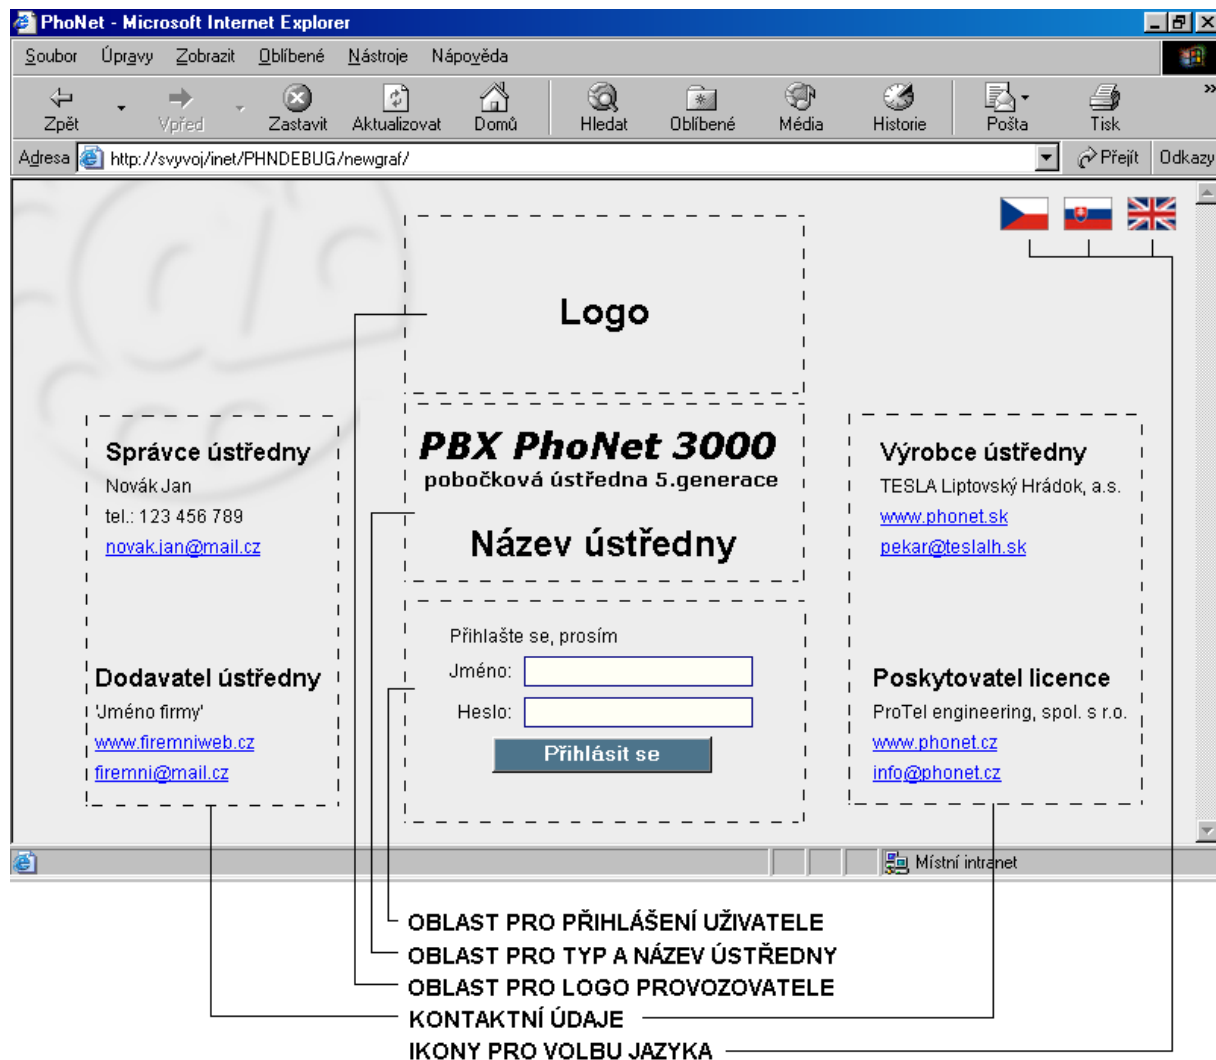 PhoNet - Microsoft Internet Explorer
Soubor Úpravy Zobrazit Oblíbené Nástroje Nápověda
Zpět Vpřed Zastavit Aktualizovat Domů Hledat Oblíbené Média Historie Pošta Tisk
Adresa http://svyvoj/inet/PHNDEBUG/newgraf/ Přejít Odkazy
Logo
PBX PhoNet 3000
pobočková ústředna 5.generace
Název ústředny
Správce ústředny
Novák Jan
tel.: 123 456 789
novak.jan@mail.cz
Dodavatel ústředny
'Jméno firmy'
www.firemniweb.cz
firemni@mail.cz
Přihlašte se, prosím
Jméno:
Heslo:
Přihlásit se
Výrobce ústředny
TESLA Liptovský Hrádok, a.s.
www.phonet.sk
pekar@teslalh.sk
Poskytovatel licence
ProTel engineering, spol. s r.o.
www.phonet.cz
info@phonet.cz
Místní intranet
OBLAST PRO PŘIHLÁŠENÍ UŽIVATELE
OBLAST PRO TYP A NÁZEV ÚSTŘEDNY
OBLAST PRO LOGO PROVOZOVATELE
KONTAKTNÍ ÚDAJE
IKONY PRO VOLBU JAZYKA